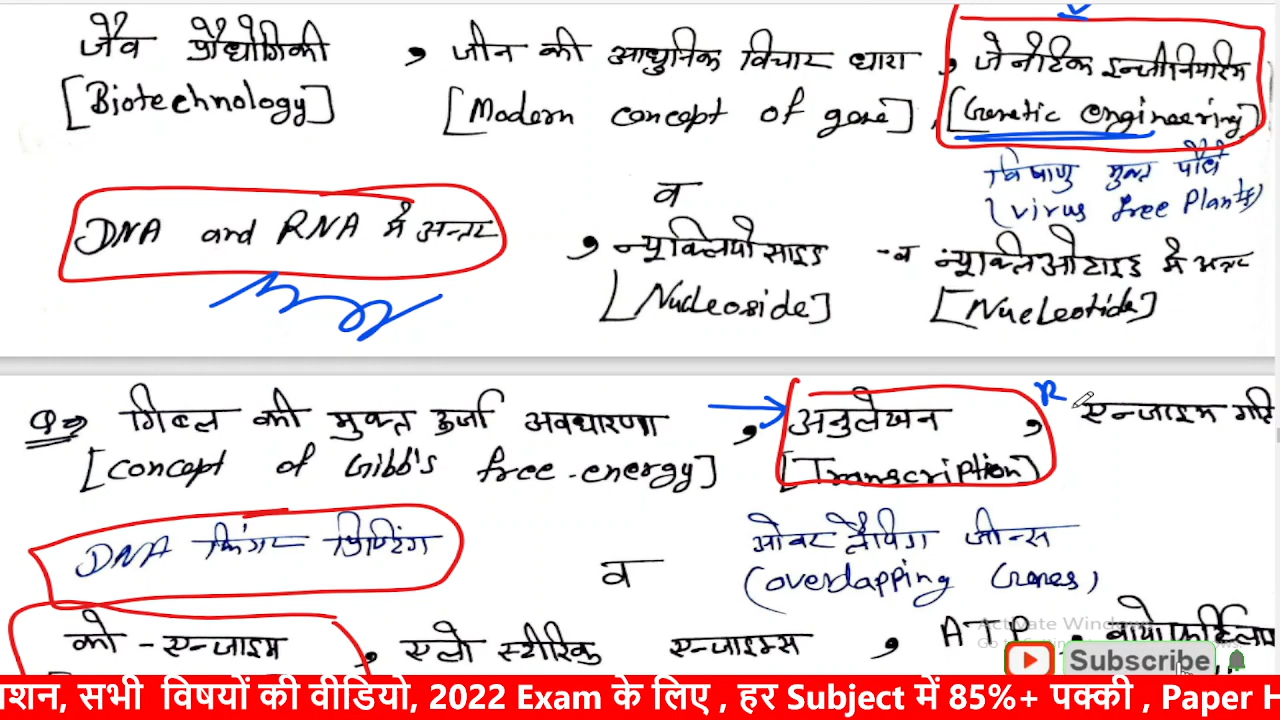 जैव प्रौद्योगिकी , जीन की आधुनिक विचार धारा , जेनेटिक इन्जीनियरिंग
[Biotechnology] [Modern concept of gene] , [Genetic engineering]
विषाणु मुक्त पौधे
(virus free Plants)
DNA and RNA में अन्तर , न्यूक्लियोसाइड व न्यूक्लिओटाइड में अन्तर
व
[Nucleoside] [Nucleotide]
Q⇒ गिब्स की मुक्त ऊर्जा अवधारणा , अनुलेखन , R एन्जाइम
[concept of Gibb's free-energy] [Transcription]
DNA फिंगर प्रिण्टिंग व ओवर लैपिंग जीन्स
(overlapping Genes)
को-एन्जाइम , एलोस्टीरिक एन्जाइम्स , ATP ,
Activate Windows
Subscribe
सभी विषयों की वीडियो, 2022 Exam के लिए , हर Subject में 85%+ पक्की , Paper